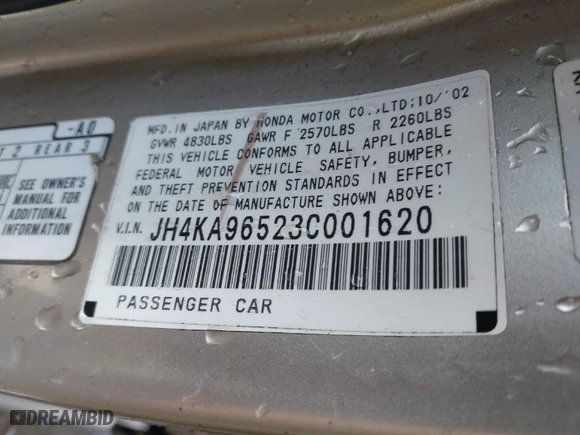 -A0
T 2 REAR 3
SEE OWNER'S
MANUAL FOR
ADDITIONAL
INFORMATION
MFD.IN JAPAN BY HONDA MOTOR CO.,LTD;10/'02
GVWR 4830LBS GAWR F 2570LBS R 2260LBS
THIS VEHICLE CONFORMS TO ALL APPLICABLE
FEDERAL MOTOR VEHICLE SAFETY, BUMPER,
AND THEFT PREVENTION STANDARDS IN EFFECT
ON THE DATE OF MANUFACTURE SHOWN ABOVE:
V.I.N. JH4KA96523C001620
PASSENGER CAR
DREAMBID